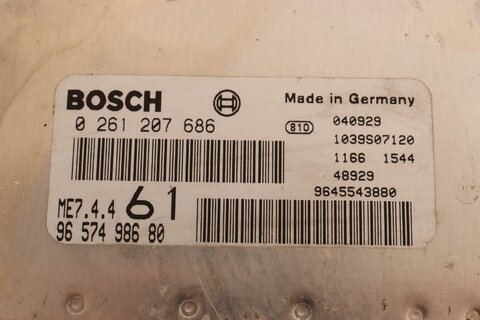 BOSCH
Made in Germany
0 261 207 686
810
040929
1039S07120
1166 1544
48929
9645543880
ME7.4.4 61
96 574 986 80